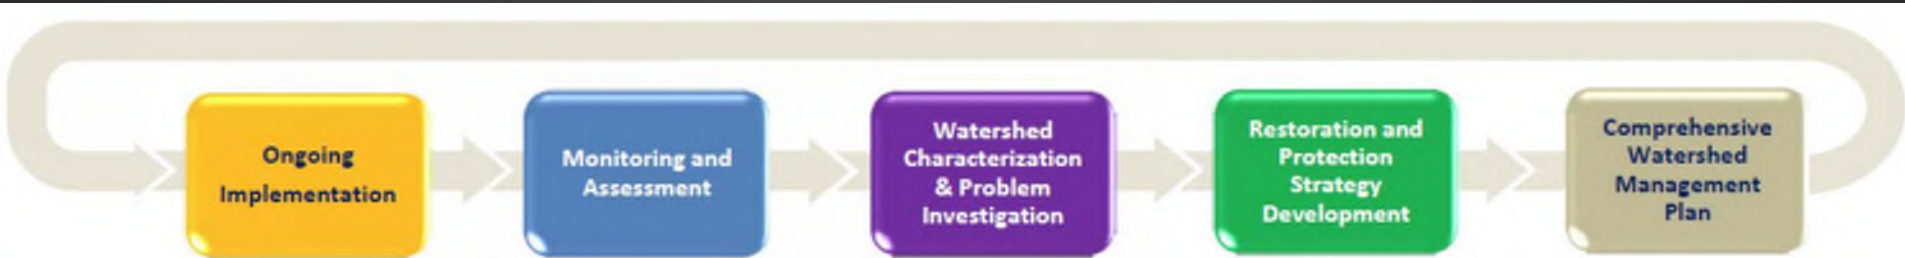 Ongoing
Implementation
Monitoring and
Assessment
Watershed
Characterization
& Problem
Investigation
Restoration and
Protection
Strategy
Development
Comprehensive
Watershed
Management
Plan